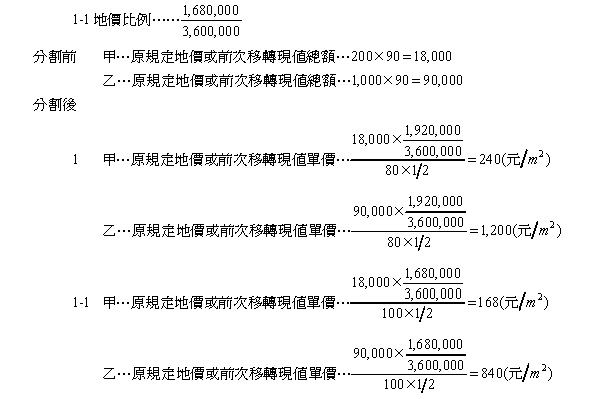 1-1 地價比例⋯⋯1,680,000/3,600,000
分割前 甲⋯原規定地價或前次移轉現值總額⋯200×90=18,000
乙⋯原規定地價或前次移轉現值總額⋯1,000×90=90,000
分割後
1 甲⋯原規定地價或前次移轉現值單價⋯(18,000×1,920,000/3,600,000)/(80×1/2)=240(元/m²)
乙⋯原規定地價或前次移轉現值單價⋯(90,000×1,920,000/3,600,000)/(80×1/2)=1,200(元/m²)
1-1 甲⋯原規定地價或前次移轉現值單價⋯(18,000×1,680,000/3,600,000)/(100×1/2)=168(元/m²)
乙⋯原規定地價或前次移轉現值單價⋯(90,000×1,680,000/3,600,000)/(100×1/2)=840(元/m²)